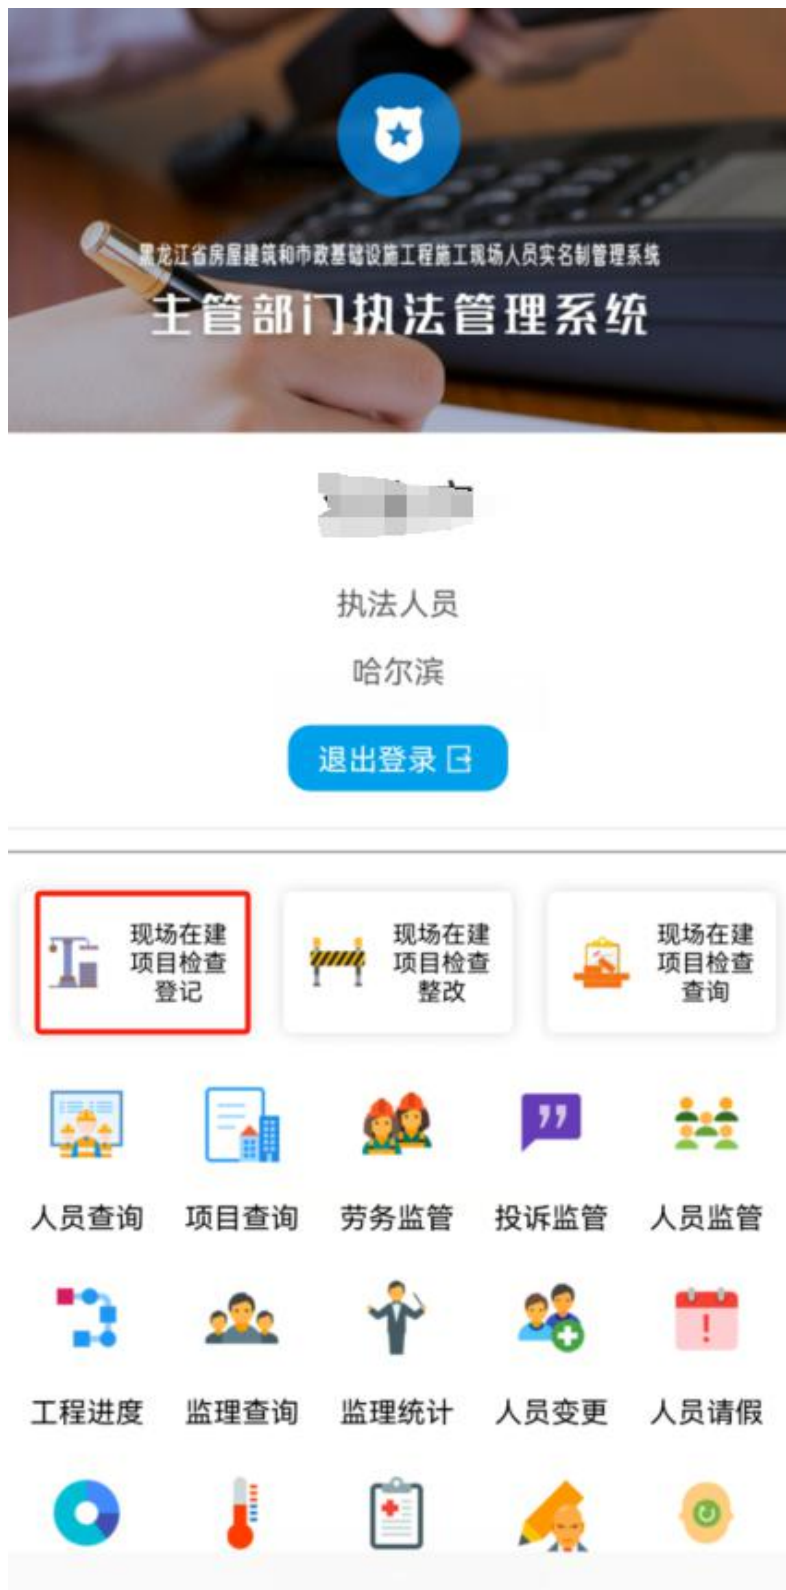 黑龙江省房屋建筑和市政基础设施工程施工现场人员实名制管理系统
主管部门执法管理系统
执法人员
哈尔滨
退出登录
现场在建
项目检查
登记
现场在建
项目检查
整改
现场在建
项目检查
查询
人员查询 项目查询 劳务监管 投诉监管 人员监管
工程进度 监理查询 监理统计 人员变更 人员请假